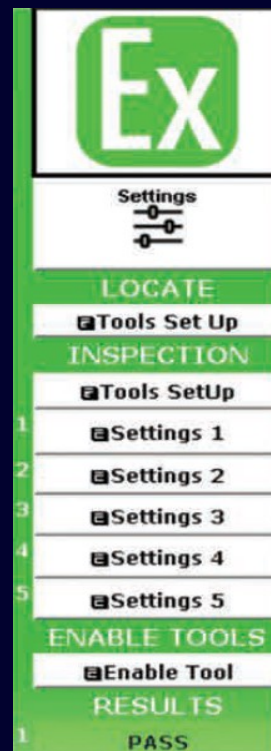 Ex
Settings
LOCATE
Tools Set Up
INSPECTION
Tools SetUp
1 Settings 1
2 Settings 2
3 Settings 3
4 Settings 4
5 Settings 5
ENABLE TOOLS
Enable Tool
RESULTS
1 PASS